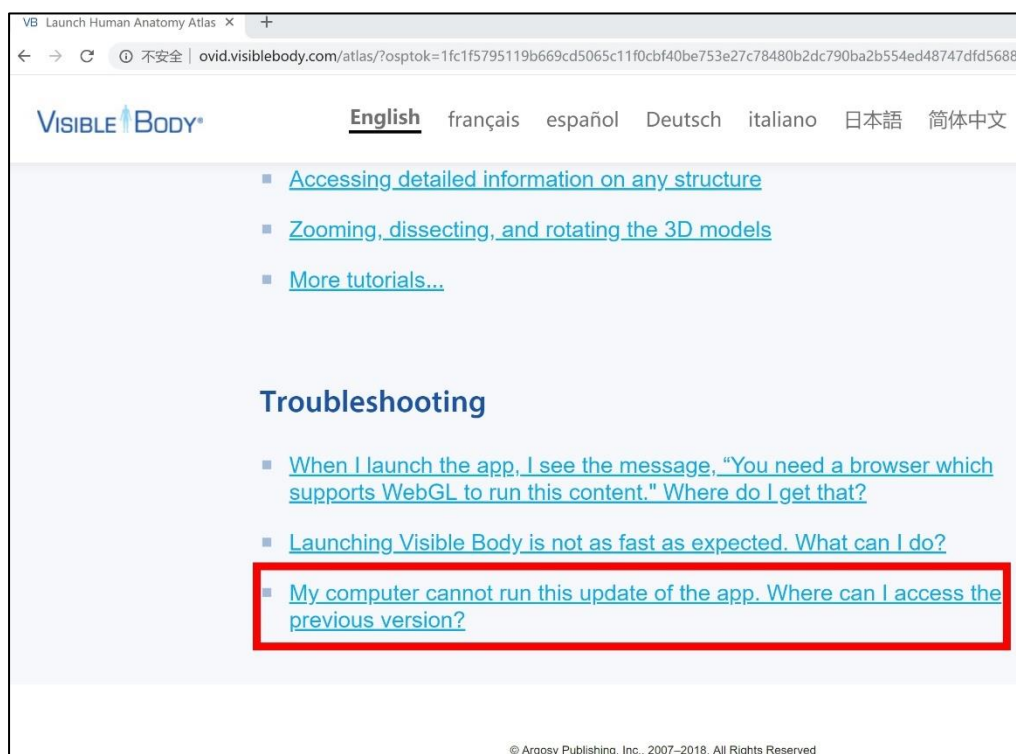 VB Launch Human Anatomy Atlas × +
← → C ⓘ 不安全 | ovid.visiblebody.com/atlas/?osptok=1fc1f5795119b669cd5065c11f0cbf40be753e27c78480b2dc790ba2b554ed48747dfd5688
VISIBLE BODY®
English français español Deutsch italiano 日本語 简体中文
Accessing detailed information on any structure
Zooming, dissecting, and rotating the 3D models
More tutorials...
Troubleshooting
When I launch the app, I see the message, “You need a browser which
supports WebGL to run this content." Where do I get that?
Launching Visible Body is not as fast as expected. What can I do?
My computer cannot run this update of the app. Where can I access the
previous version?
© Argosy Publishing, Inc., 2007–2018. All Rights Reserved